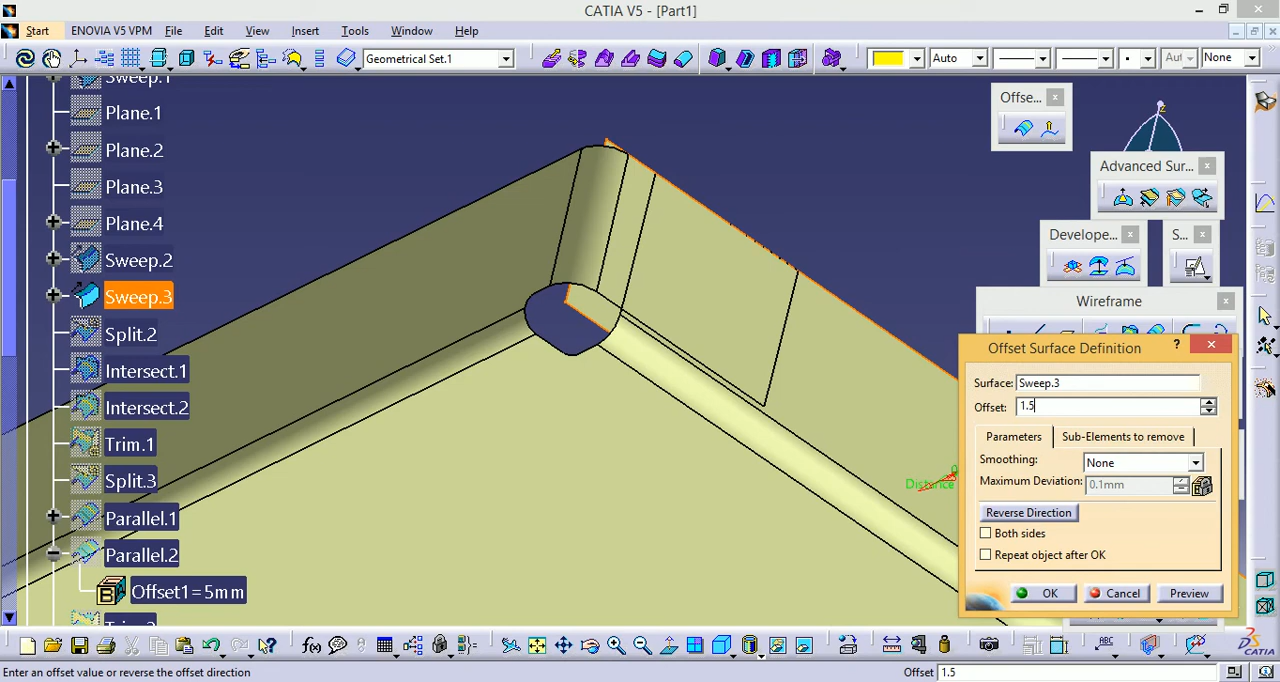 CATIA V5 - [Part1]
Start ENOVIA V5 VPM File Edit View Insert Tools Window Help
Geometrical Set.1 Auto Aut None
Sweep.1
Plane.1
Plane.2
Plane.3
Plane.4
Sweep.2
Sweep.3
Split.2
Intersect.1
Intersect.2
Trim.1
Split.3
Parallel.1
Parallel.2
Offset1=5mm
Offse...
z
Advanced Sur...
Develope... S...
Wireframe
Distance 0
Offset Surface Definition ?
Surface: Sweep.3
Offset: 1.5
Parameters Sub-Elements to remove
Smoothing: None
Maximum Deviation: 0.1mm
Reverse Direction
Both sides
Repeat object after OK
OK Cancel Preview
f(x) ABC CATIA
Enter an offset value or reverse the offset direction Offset 1.5